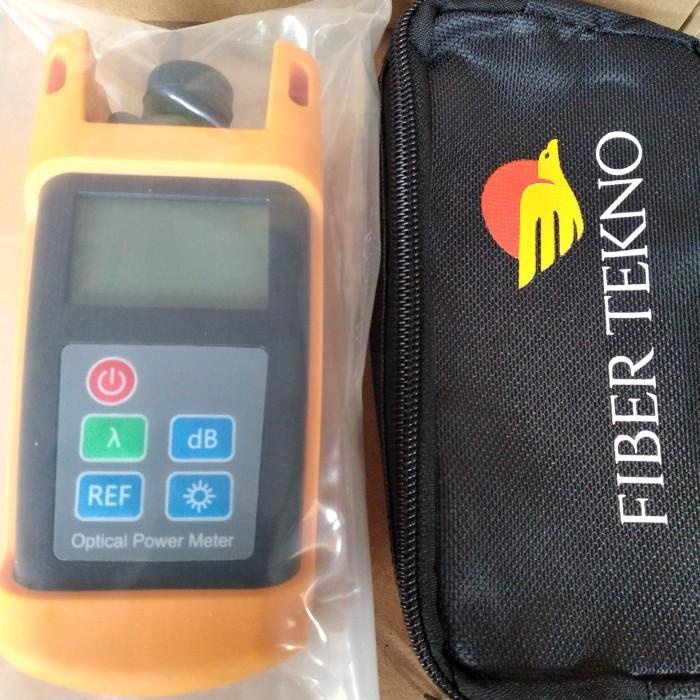 λ
dB
REF
Optical Power Meter
FIBER TEKNO